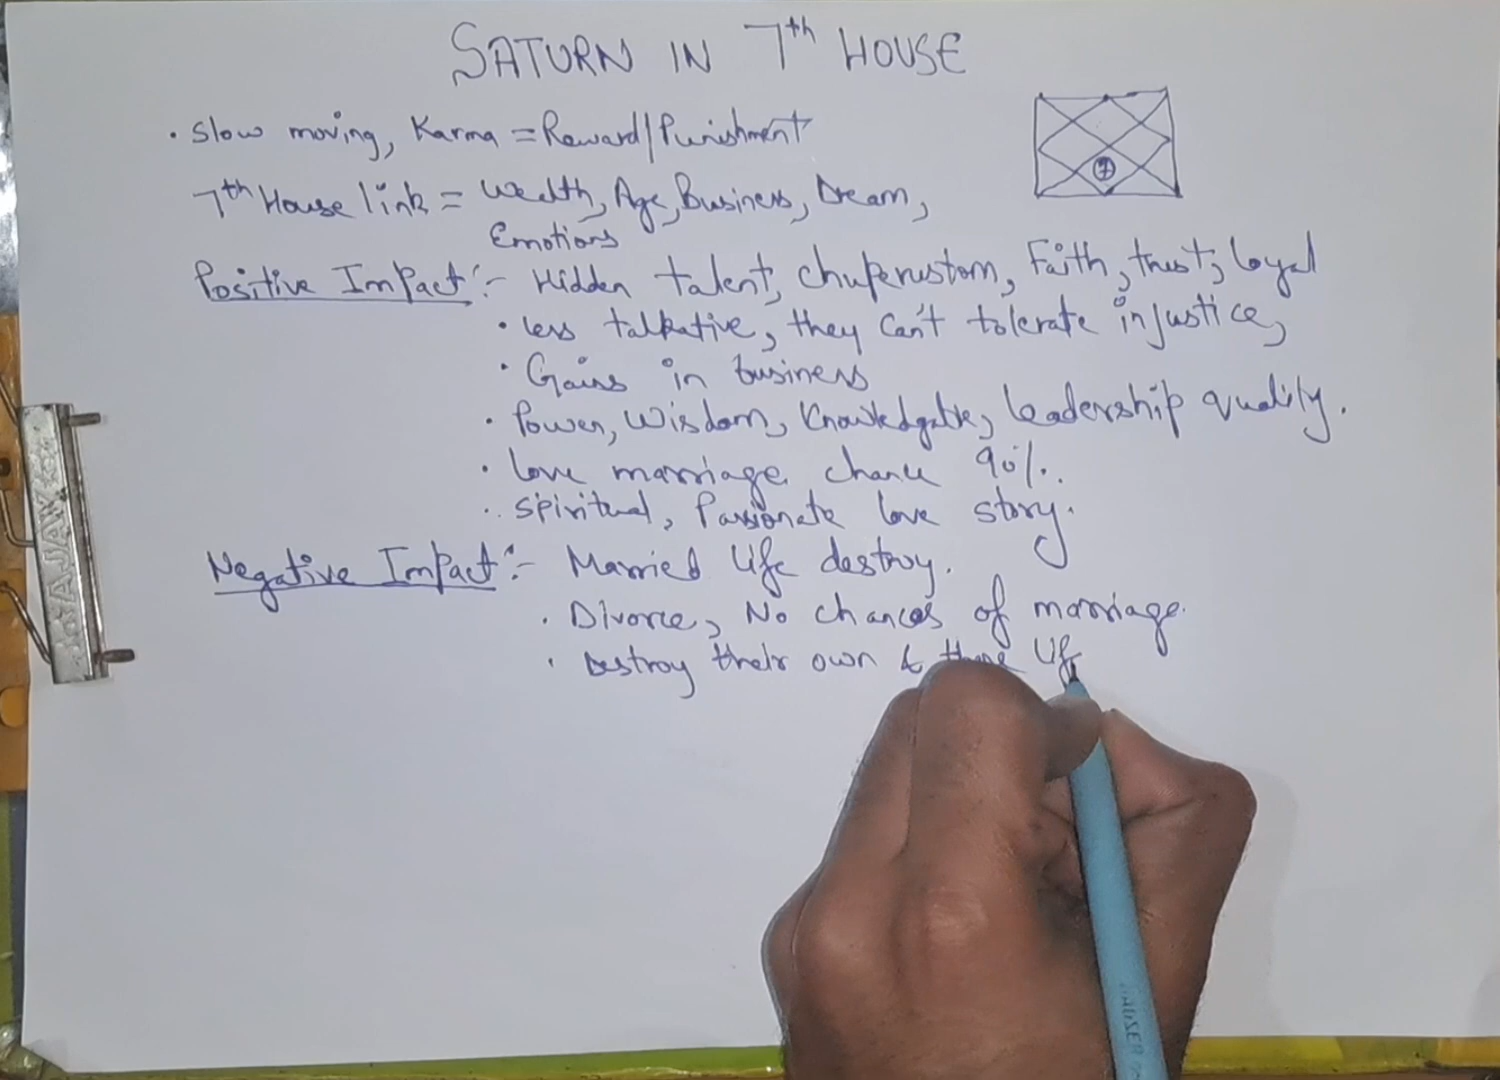 SATURN IN 7th HOUSE
• Slow moving, Karma = Reward/Punishment
7th House link = Wealth, Age, Business, Dream,
Emotions
7
Positive Impact :- Hidden talent, chuperustom, Faith, trust, loyal
• less talkative, they can't tolerate injustice,
• Gains in business
• Power, Wisdom, Knowledgable, leadership quality.
• love marriage chance 90%.
• Spiritual, Passionate love story.
Negative Impact :- Married life destroy.
• Divorce, No chances of marriage.
• Destroy their own & lif
AJAX